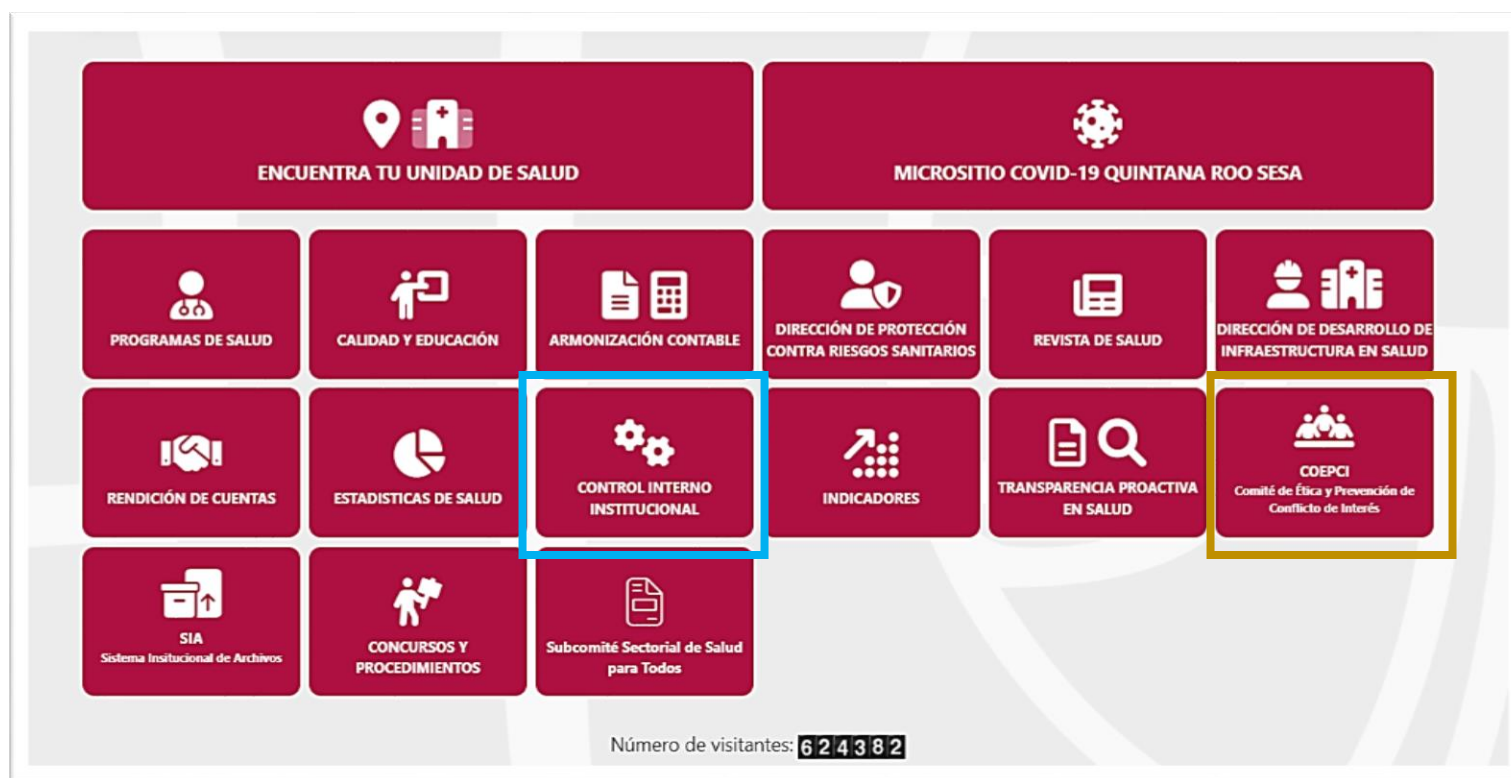 ENCUENTRA TU UNIDAD DE SALUD
MICROSITIO COVID-19 QUINTANA ROO SESA
PROGRAMAS DE SALUD
CALIDAD Y EDUCACIÓN
ARMONIZACIÓN CONTABLE
DIRECCIÓN DE PROTECCIÓN
CONTRA RIESGOS SANITARIOS
REVISTA DE SALUD
DIRECCIÓN DE DESARROLLO DE
INFRAESTRUCTURA EN SALUD
RENDICIÓN DE CUENTAS
ESTADISTICAS DE SALUD
CONTROL INTERNO
INSTITUCIONAL
INDICADORES
TRANSPARENCIA PROACTIVA
EN SALUD
COEPCI
Comité de Ética y Prevención de
Conflicto de Interés
SIA
Sistema Insitucional de Archivos
CONCURSOS Y
PROCEDIMIENTOS
Subcomité Sectorial de Salud
para Todos
Número de visitantes: 624382